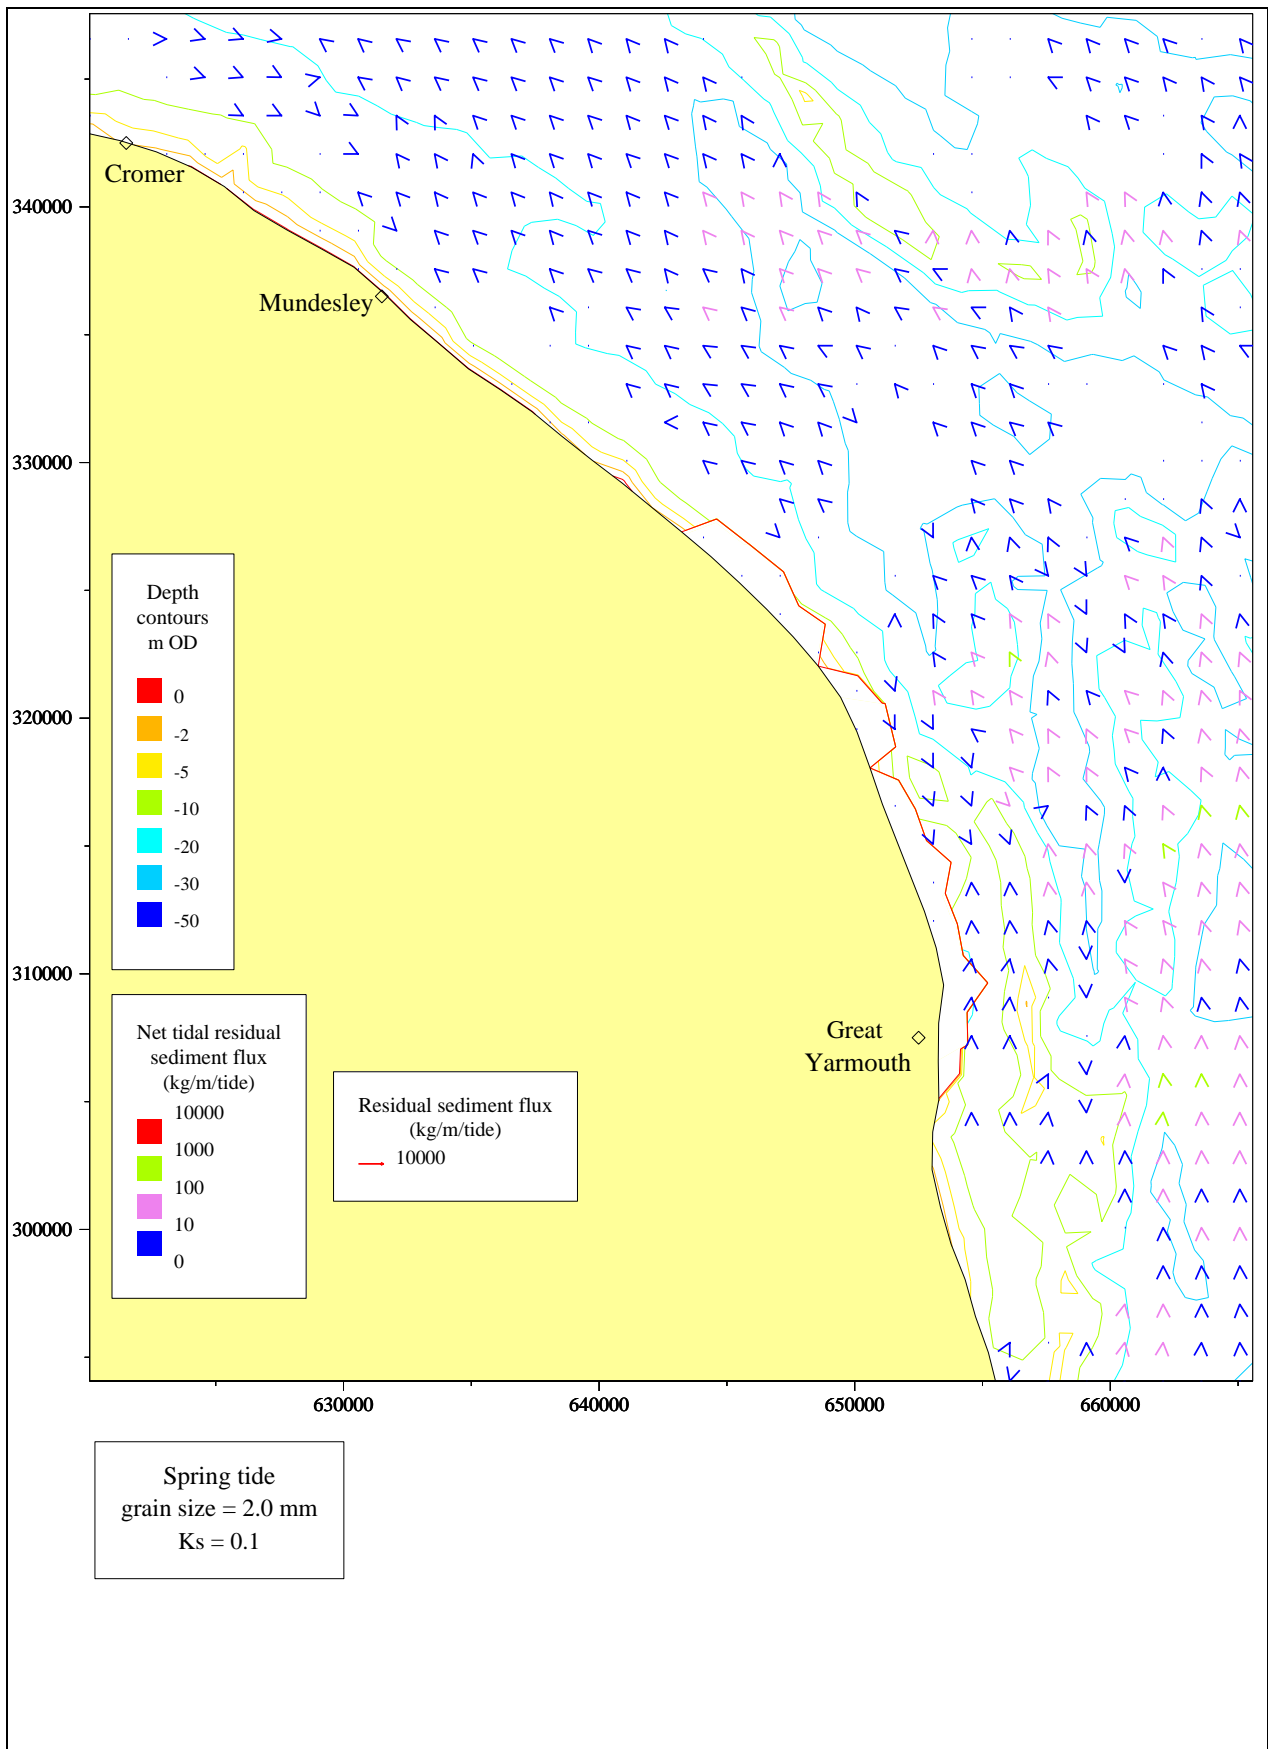 Cromer
340000
Mundesley
330000
Depth
contours
m OD
0
-2
-5
-10
-20
-30
-50
320000
310000
Great
Yarmouth
Net tidal residual
sediment flux
(kg/m/tide)
10000
1000
100
10
0
Residual sediment flux
(kg/m/tide)
10000
300000
630000
640000
650000
660000
Spring tide
grain size = 2.0 mm
Ks = 0.1